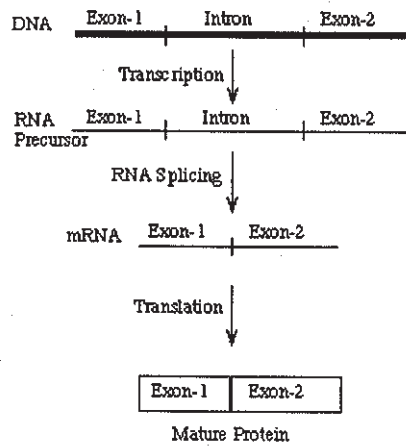 DNA Exon-1 Intron Exon-2
Transcription
RNA Precursor Exon-1 Intron Exon-2
RNA Splicing
mRNA Exon-1 Exon-2
Translation
Exon-1 Exon-2
Mature Protein